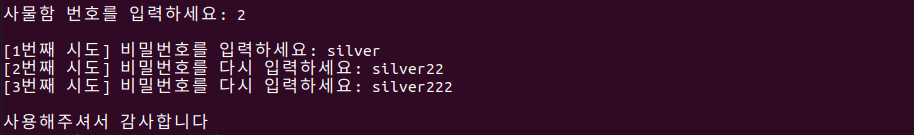 사물함 번호를 입력하세요: 2
[1번째 시도] 비밀번호를 입력하세요: silver
[2번째 시도] 비밀번호를 다시 입력하세요: silver22
[3번째 시도] 비밀번호를 다시 입력하세요: silver222
사용해주셔서 감사합니다